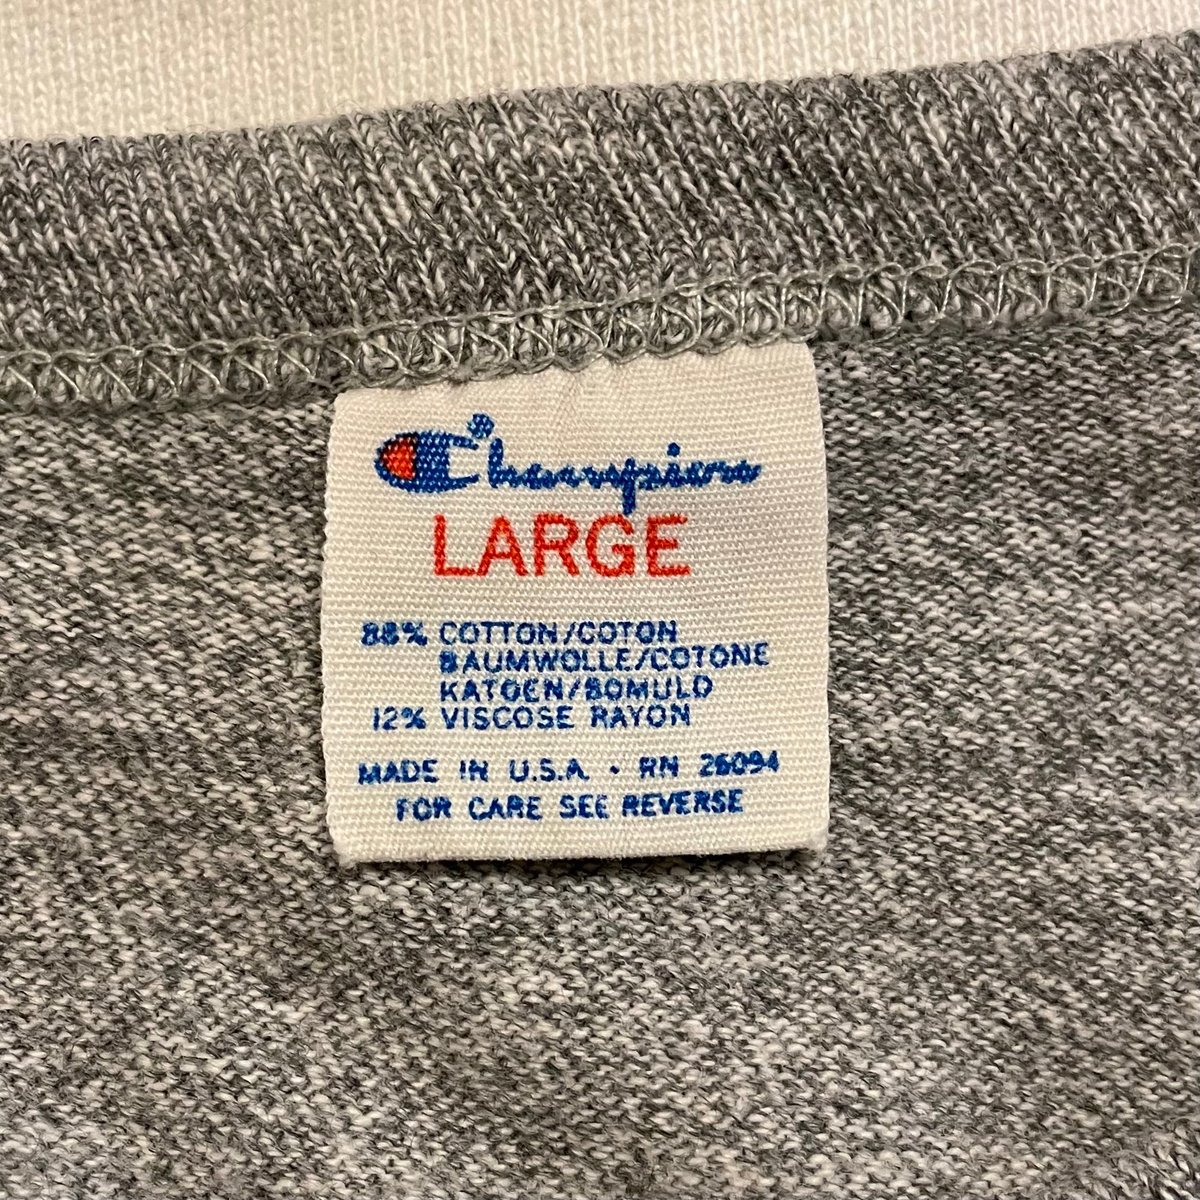 Champion
LARGE
88% COTTON/COTON
BAUMWOLLE/COTONE
KATOEN/BOMULD
12% VISCOSE RAYON
MADE IN U.S.A. · RN 26094
FOR CARE SEE REVERSE